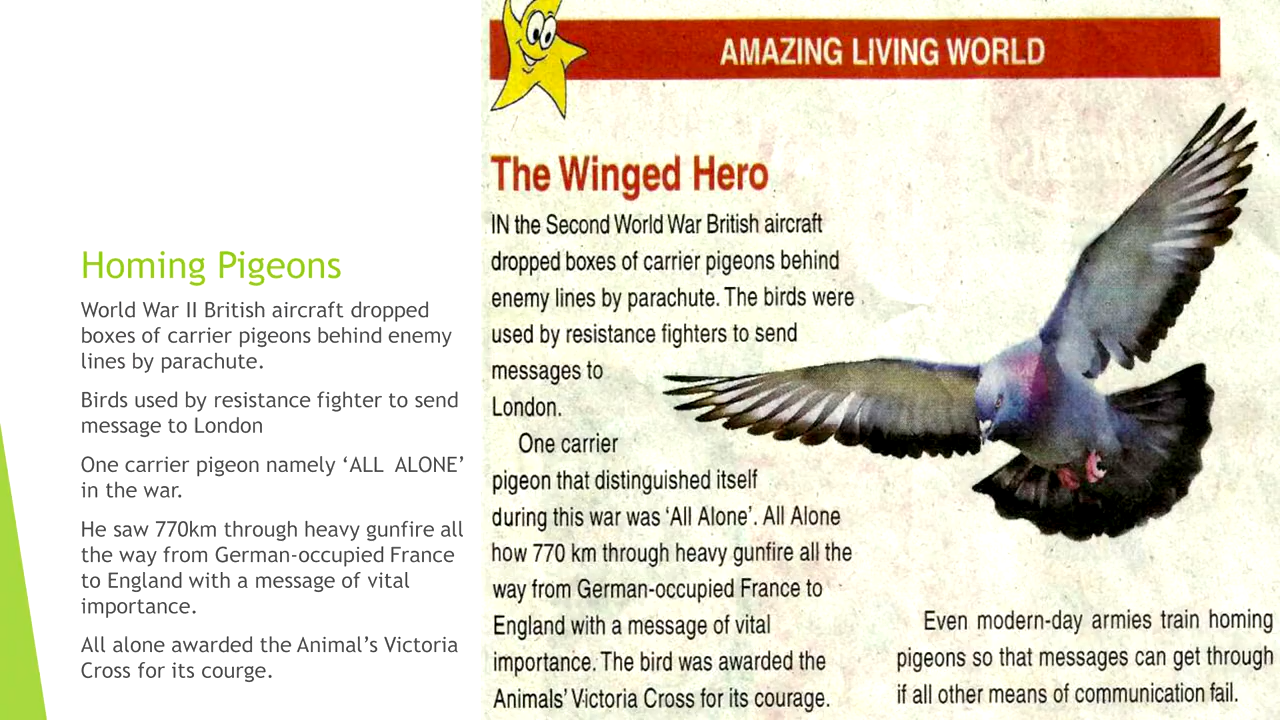 Homing Pigeons
World War II British aircraft dropped
boxes of carrier pigeons behind enemy
lines by parachute.
Birds used by resistance fighter to send
message to London
One carrier pigeon namely ‘ALL ALONE’
in the war.
He saw 770km through heavy gunfire all
the way from German-occupied France
to England with a message of vital
importance.
All alone awarded the Animal’s Victoria
Cross for its courge.
AMAZING LIVING WORLD
The Winged Hero
IN the Second World War British aircraft
dropped boxes of carrier pigeons behind
enemy lines by parachute. The birds were
used by resistance fighters to send
messages to
London.
One carrier
pigeon that distinguished itself
during this war was ‘All Alone’. All Alone
how 770 km through heavy gunfire all the
way from German-occupied France to
England with a message of vital
importance. The bird was awarded the
Animals’ Victoria Cross for its courage.
Even modern-day armies train homing
pigeons so that messages can get through
if all other means of communication fail.